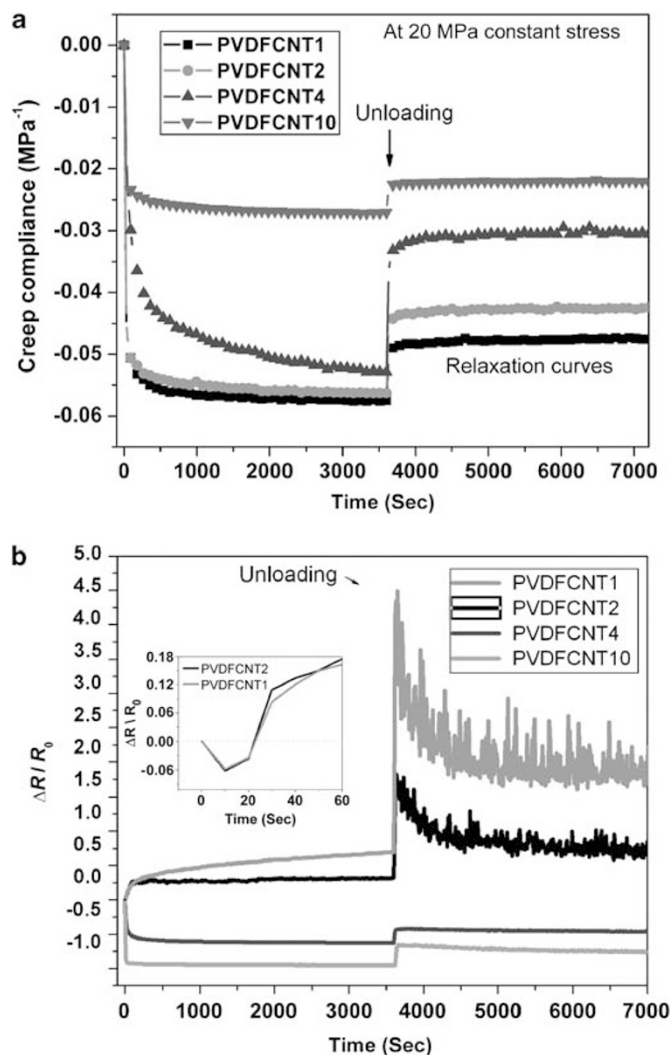 a
At 20 MPa constant stress
PVDFCNT1
PVDFCNT2
PVDFCNT4
PVDFCNT10
Unloading
Relaxation curves
Creep compliance (MPa⁻¹)
0.00
-0.01
-0.02
-0.03
-0.04
-0.05
-0.06
0 1000 2000 3000 4000 5000 6000 7000
Time (Sec)
b
Unloading
PVDFCNT1
PVDFCNT2
PVDFCNT4
PVDFCNT10
ΔR / R₀
5.0
4.5
4.0
3.5
3.0
2.5
2.0
1.5
1.0
0.5
0.0
-0.5
-1.0
PVDFCNT2
PVDFCNT1
ΔR \ R₀
0.18
0.12
0.06
0.00
-0.06
0 20 40 60
Time (Sec)
0 1000 2000 3000 4000 5000 6000 7000
Time (Sec)